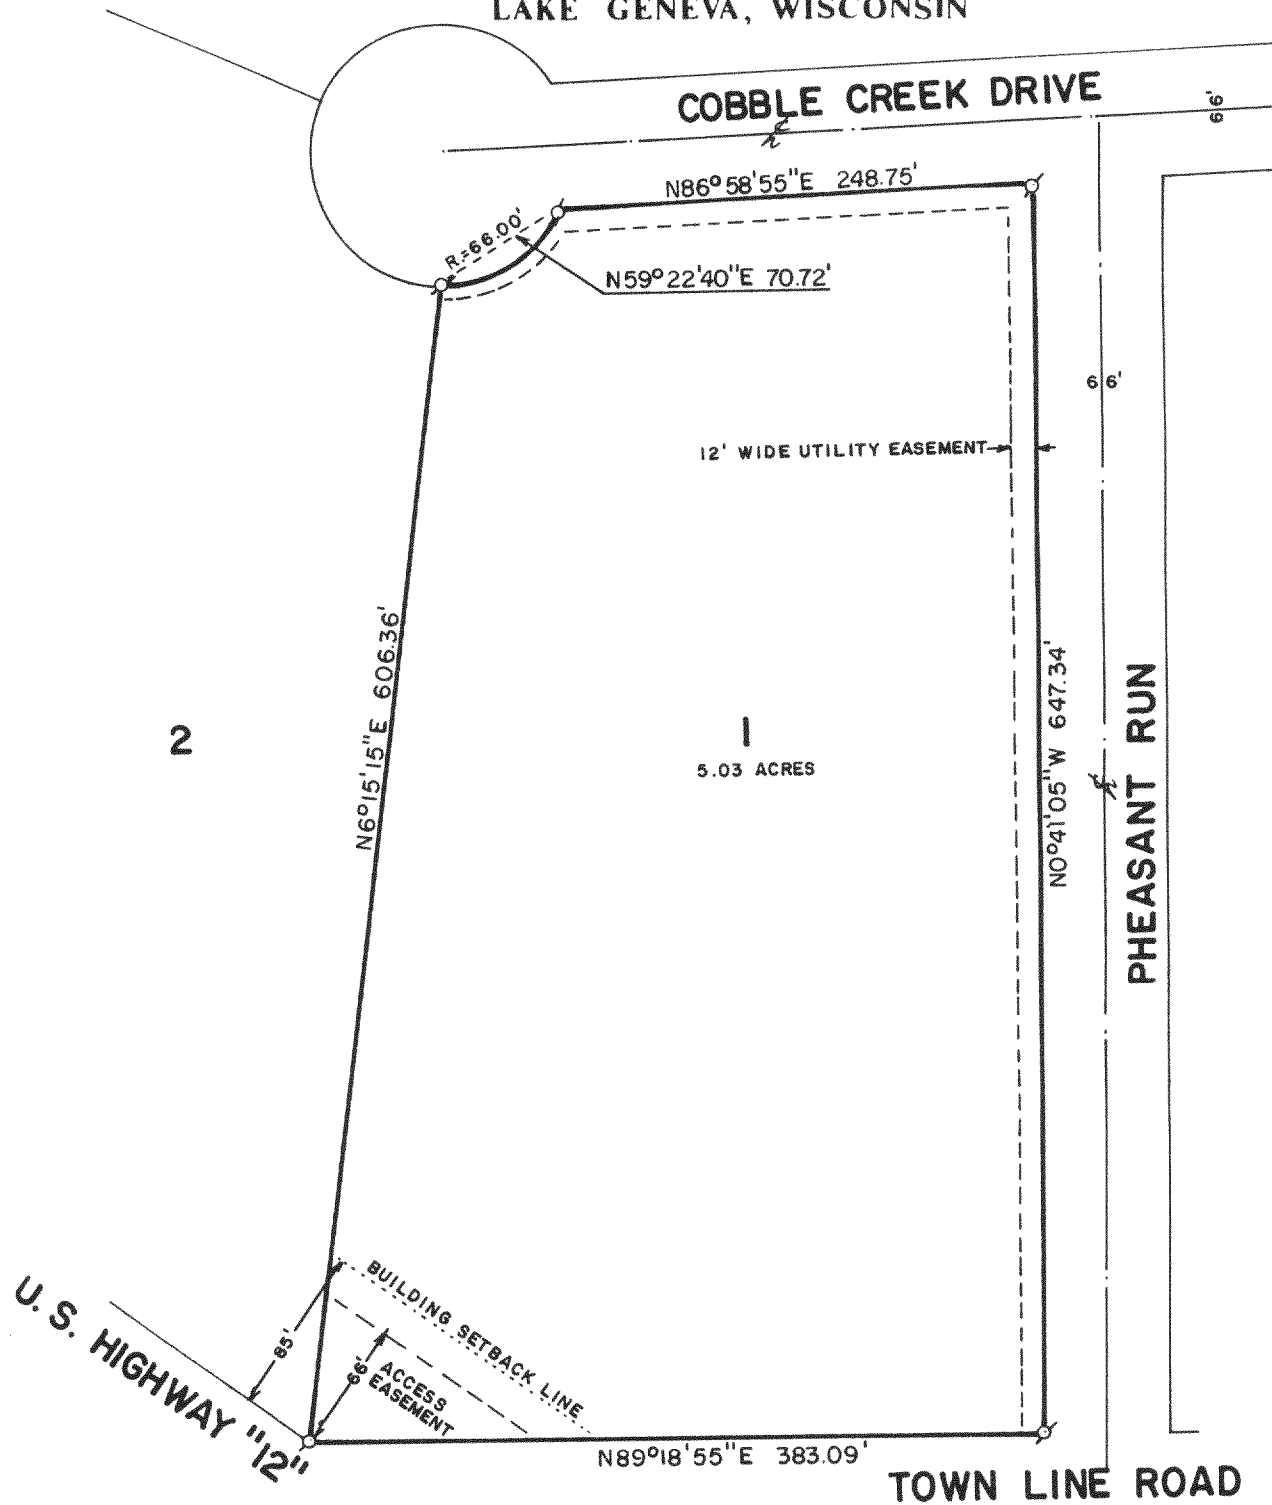 LAKE GENEVA, WISCONSIN
COBBLE CREEK DRIVE
66'
N86°58'55"E 248.75'
R.=66.00'
N59°22'40"E 70.72'
66'
12' WIDE UTILITY EASEMENT
N6°15'15"E 606.36'
N0°41'05"W 647.34'
PHEASANT RUN
2
1
5.03 ACRES
BUILDING SETBACK LINE
85'
66'
ACCESS
EASEMENT
U. S. HIGHWAY "12"
N89°18'55"E 383.09'
TOWN LINE ROAD